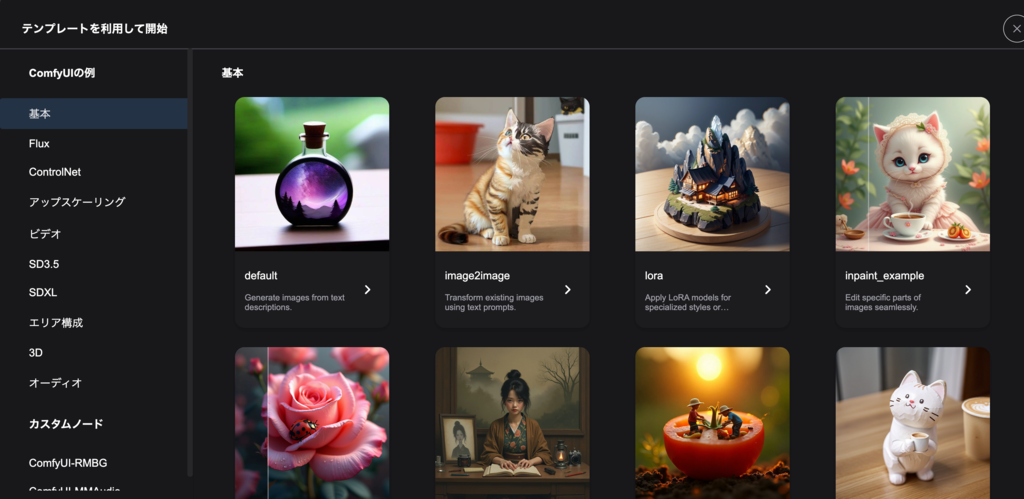 テンプレートを利用して開始
ComfyUIの例
基本
Flux
ControlNet
アップスケーリング
ビデオ
SD3.5
SDXL
エリア構成
3D
オーディオ
カスタムノード
ComfyUI-RMBG
ComfyUI-MMAudio
基本
default
Generate images from text
descriptions.
image2image
Transform existing images
using text prompts.
lora
Apply LoRA models for
specialized styles or…
inpaint_example
Edit specific parts of
images seamlessly.